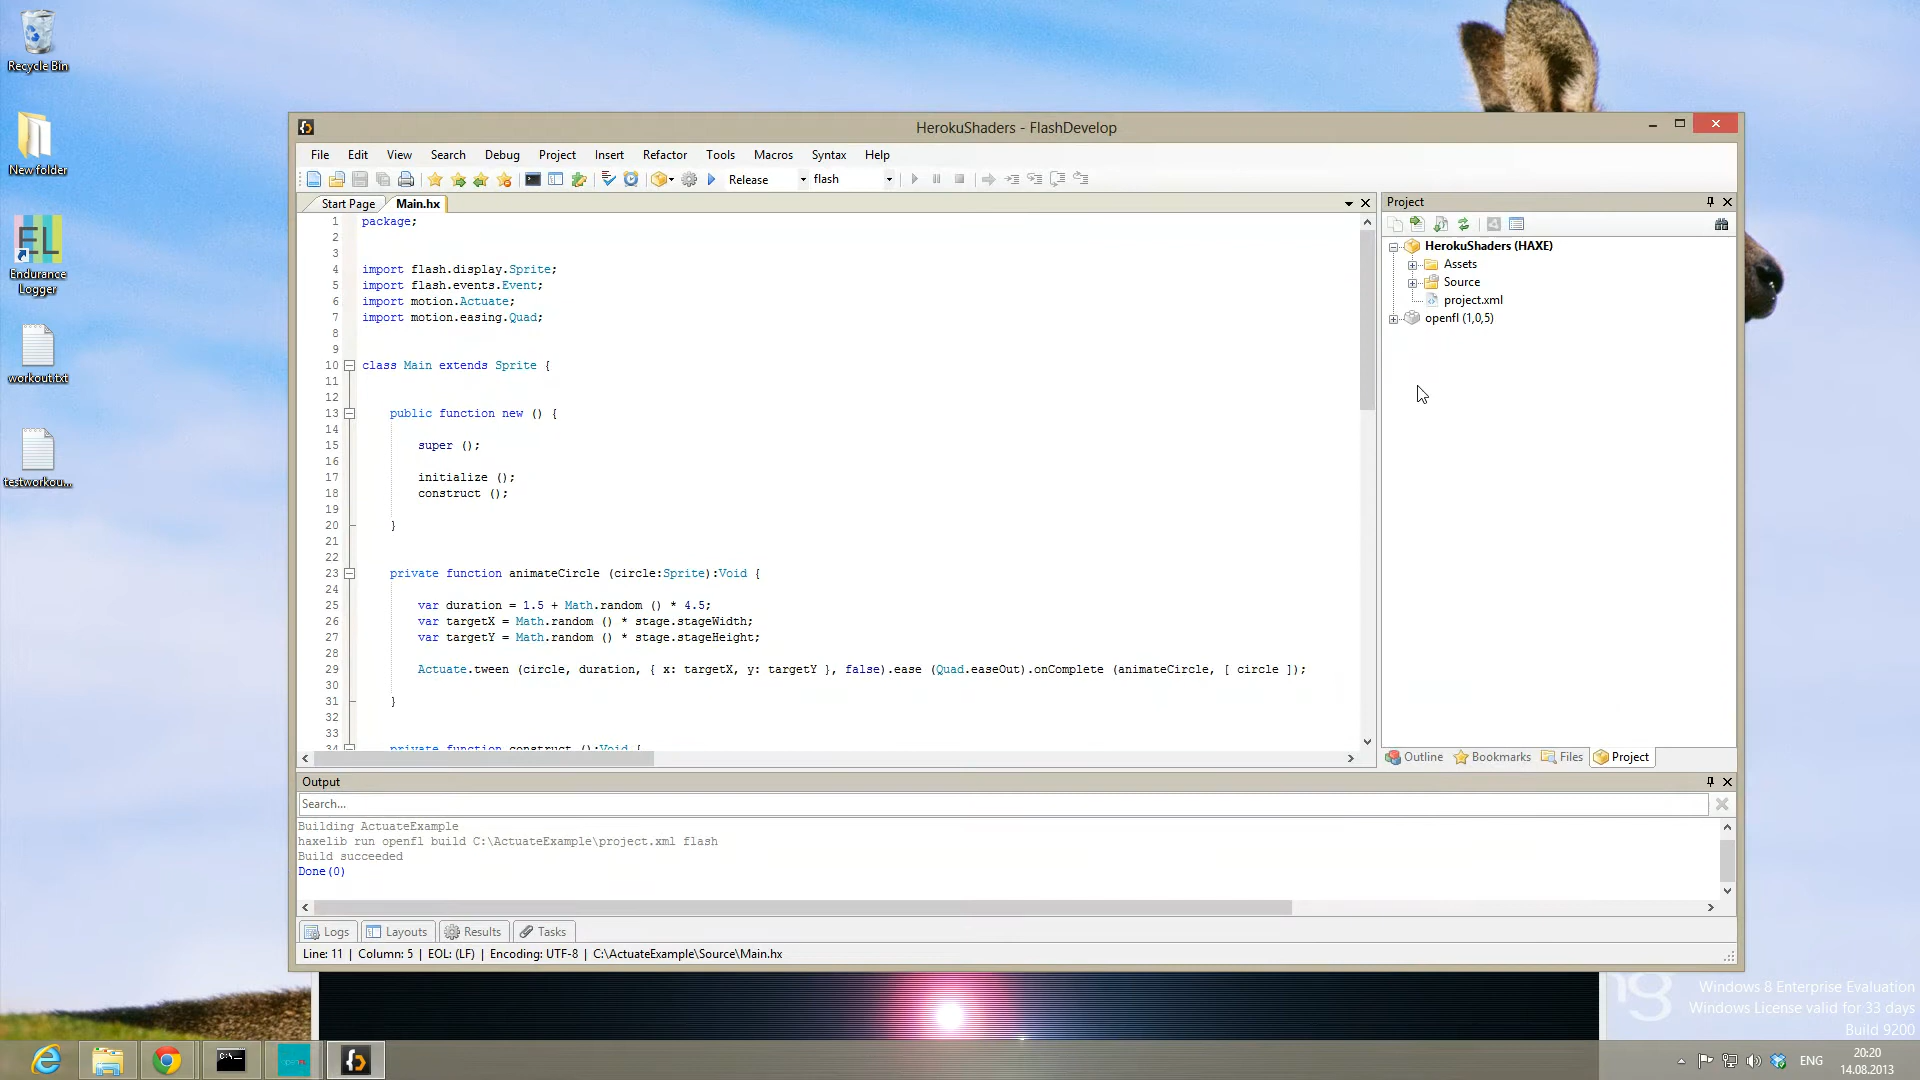 Recycle Bin
New folder
EL
Endurance
Logger
workout.txt
testworkou...
HerokuShaders - FlashDevelop
File Edit View Search Debug Project Insert Refactor Tools Macros Syntax Help
Release flash
Start Page Main.hx
1 package;
2
3
4 import flash.display.Sprite;
5 import flash.events.Event;
6 import motion.Actuate;
7 import motion.easing.Quad;
8
9
10 class Main extends Sprite {
11
12
13 public function new () {
14
15 super ();
16
17 initialize ();
18 construct ();
19
20 }
21
22
23 private function animateCircle (circle:Sprite):Void {
24
25 var duration = 1.5 + Math.random () * 4.5;
26 var targetX = Math.random () * stage.stageWidth;
27 var targetY = Math.random () * stage.stageHeight;
28
29 Actuate.tween (circle, duration, { x: targetX, y: targetY }, false).ease (Quad.easeOut).onComplete (animateCircle, [ circle ]);
30
31 }
32
33
34 private function construct ():Void {
Project
HerokuShaders (HAXE)
Assets
Source
project.xml
openfl (1,0,5)
Outline Bookmarks Files Project
Output
Search...
Building ActuateExample
haxelib run openfl build C:\ActuateExample\project.xml flash
Build succeeded
Done(0)
Logs Layouts Results Tasks
Line: 11 | Column: 5 | EOL: (LF) | Encoding: UTF-8 | C:\ActuateExample\Source\Main.hx
Windows 8 Enterprise Evaluation
Windows License valid for 33 days
Build 9200
ENG
20:20
14.08.2013